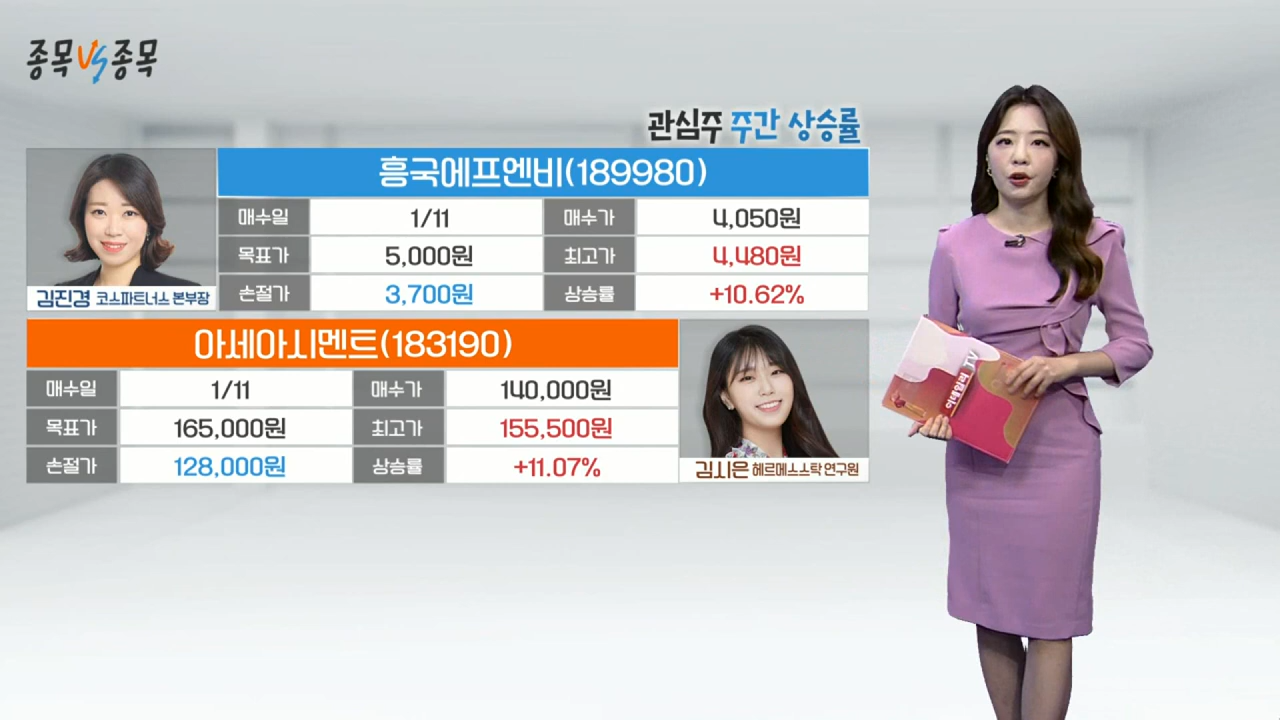 종목 VS 종목
관심주 주간 상승률
흥국에프엔비(189980)
매수일 1/11 매수가 4,050원
목표가 5,000원 최고가 4,480원
손절가 3,700원 상승률 +10.62%
김진경 코스파트너스 본부장
아세아시멘트(183190)
매수일 1/11 매수가 140,000원
목표가 165,000원 최고가 155,500원
손절가 128,000원 상승률 +11.07%
김시은 헤르메스스탁 연구원
이데일리 TV